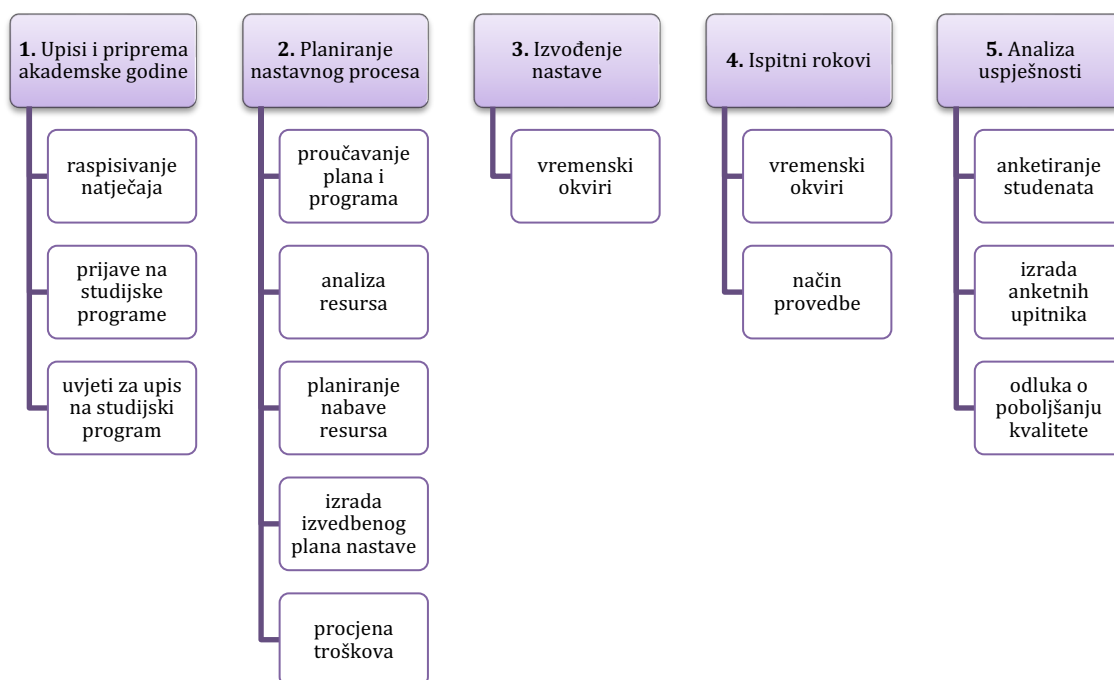 1. Upisi i priprema
akademske godine
raspisivanje
natječaja
prijave na
studijske
programe
uvjeti za upis
na studijski
program
2. Planiranje
nastavnog procesa
proučavanje
plana i
programa
analiza
resursa
planiranje
nabave
resursa
izrada
izvedbenog
plana nastave
procjena
troškova
3. Izvođenje
nastave
vremenski
okviri
4. Ispitni rokovi
vremenski
okviri
način
provedbe
5. Analiza
uspješnosti
anketiranje
studenata
izrada
anketnih
upitnika
odluka o
poboljšanju
kvalitete